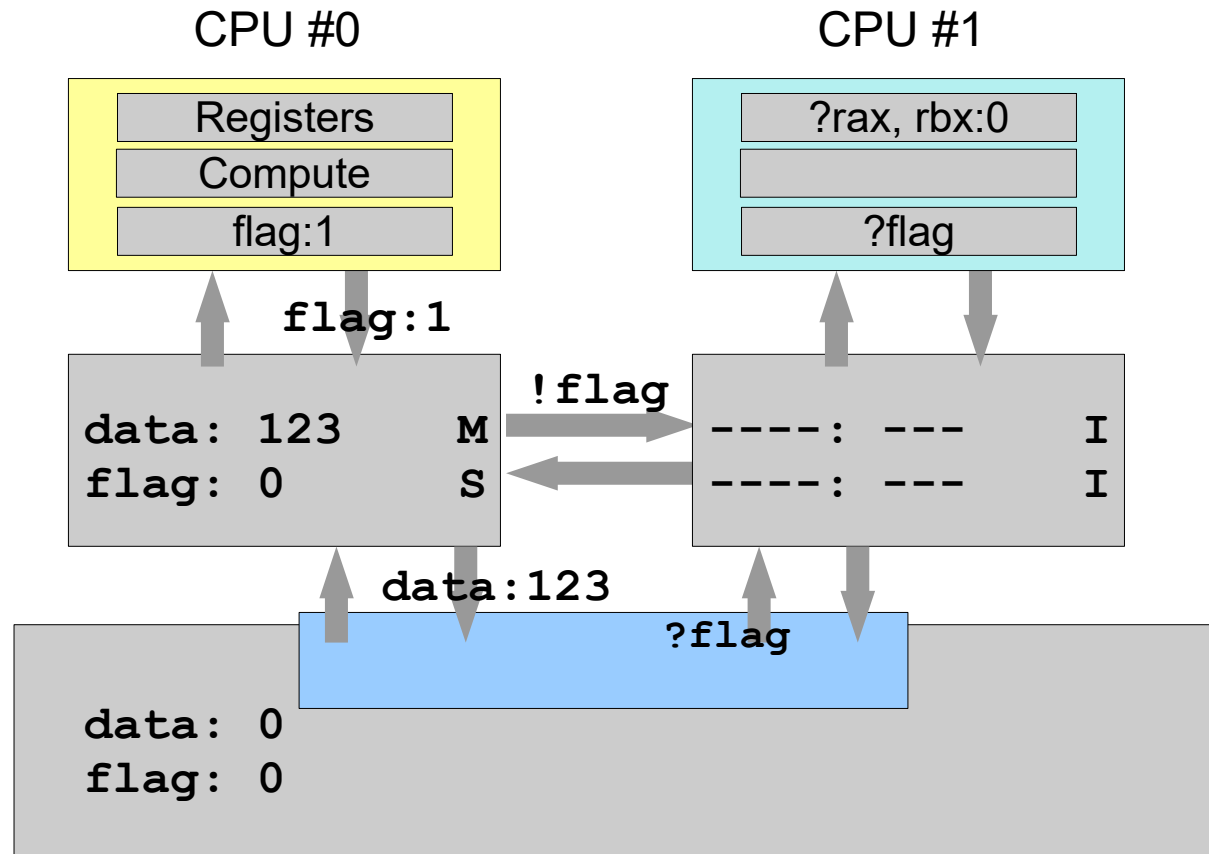 CPU #0
CPU #1
Registers
Compute
flag:1
?rax, rbx:0
?flag
flag:1
!flag
data: 123 M
flag: 0 S
----: --- I
----: --- I
data:123
?flag
data: 0
flag: 0